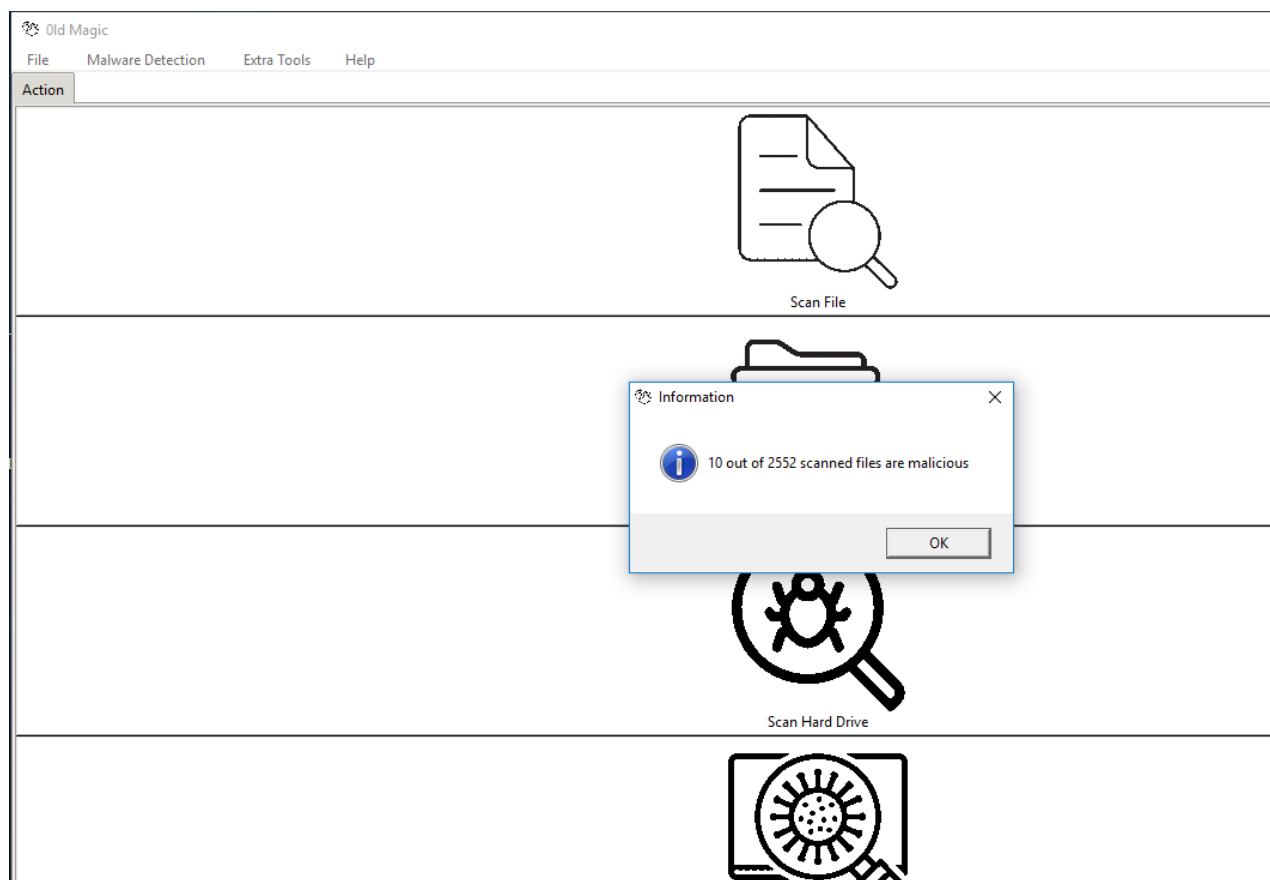 0ld Magic
File Malware Detection Extra Tools Help
Action
Scan File
Information
10 out of 2552 scanned files are malicious
OK
Scan Hard Drive